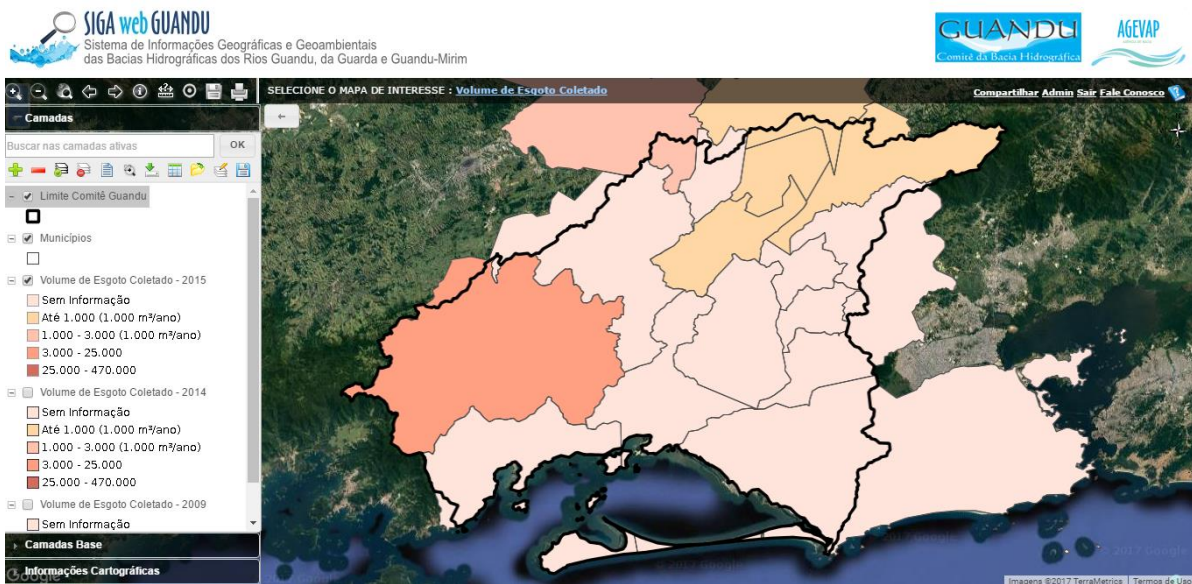 SIGA web GUANDU
Sistema de Informações Geográficas e Geoambientais
das Bacias Hidrográficas dos Rios Guandu, da Guarda e Guandu-Mirim
GUANDU
Comitê da Bacia Hidrográfica
AGEVAP
SELECIONE O MAPA DE INTERESSE : Volume de Esgoto Coletado
Compartilhar Admin Sair Fale Conosco
Camadas
Buscar nas camadas ativas
OK
Limite Comitê Guandu
Municípios
Volume de Esgoto Coletado - 2015
Sem Informação
Até 1.000 (1.000 m³/ano)
1.000 - 3.000 (1.000 m³/ano)
3.000 - 25.000
25.000 - 470.000
Volume de Esgoto Coletado - 2014
Sem Informação
Até 1.000 (1.000 m³/ano)
1.000 - 3.000 (1.000 m³/ano)
3.000 - 25.000
25.000 - 470.000
Volume de Esgoto Coletado - 2009
Sem Informação
Camadas Base
Informações Cartográficas
Google
© 2017 Google
Imagens ©2017 TerraMetrics
Termos de Uso